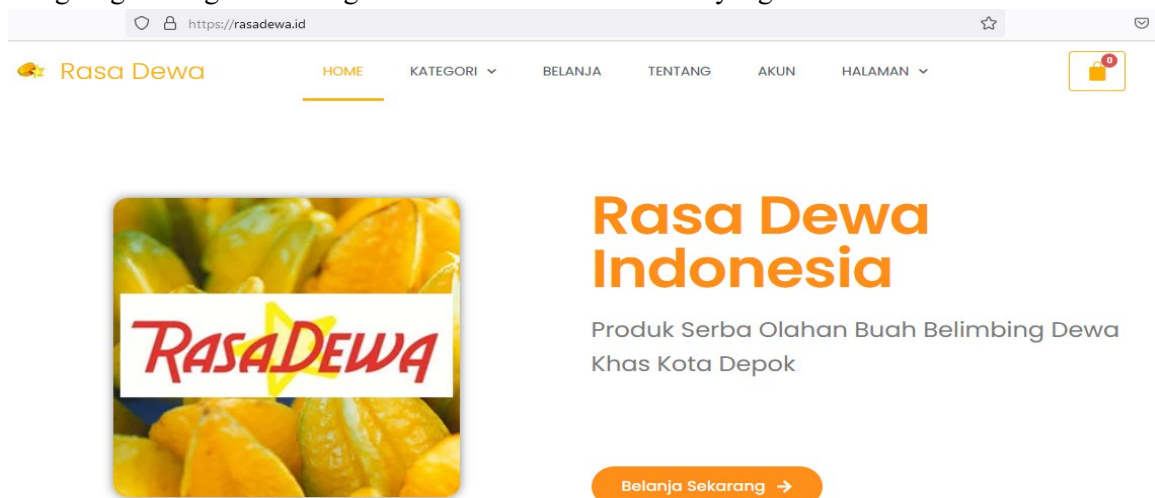 https://rasadewa.id
Rasa Dewa HOME KATEGORI BELANJA TENTANG AKUN HALAMAN 0
Rasa Dewa
Indonesia
RASADEWA
Produk Serba Olahan Buah Belimbing Dewa
Khas Kota Depok
Belanja Sekarang →